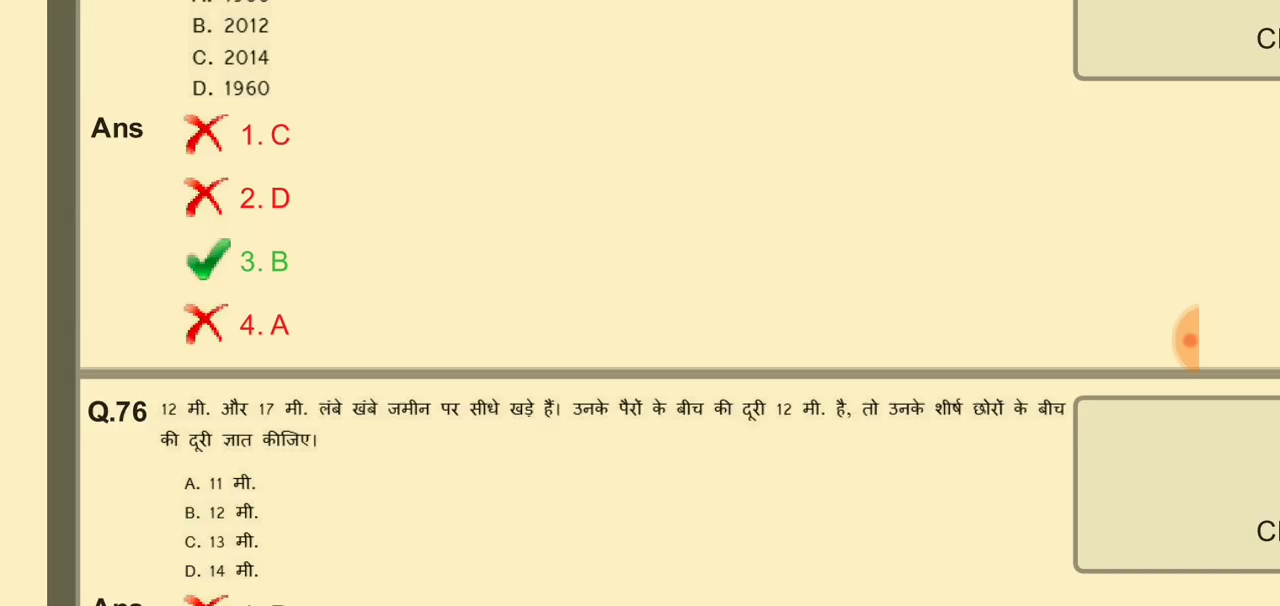 B. 2012
C. 2014
D. 1960
Ans
1. C
2. D
3. B
4. A
Q.76 12 मी. और 17 मी. लंबे खंबे जमीन पर सीधे खड़े हैं। उनके पैरों के बीच की दूरी 12 मी. है, तो उनके शीर्ष छोरों के बीच
की दूरी ज्ञात कीजिए।
A. 11 मी.
B. 12 मी.
C. 13 मी.
D. 14 मी.